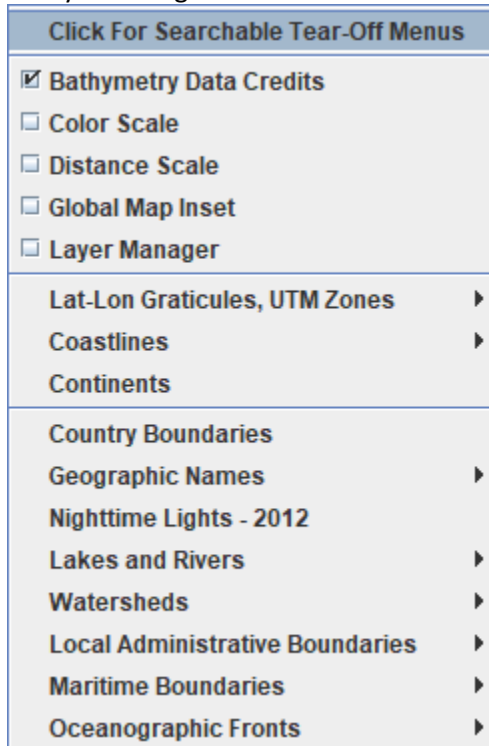 Click For Searchable Tear-Off Menus
Bathymetry Data Credits
Color Scale
Distance Scale
Global Map Inset
Layer Manager
Lat-Lon Graticules, UTM Zones
Coastlines
Continents
Country Boundaries
Geographic Names
Nighttime Lights - 2012
Lakes and Rivers
Watersheds
Local Administrative Boundaries
Maritime Boundaries
Oceanographic Fronts